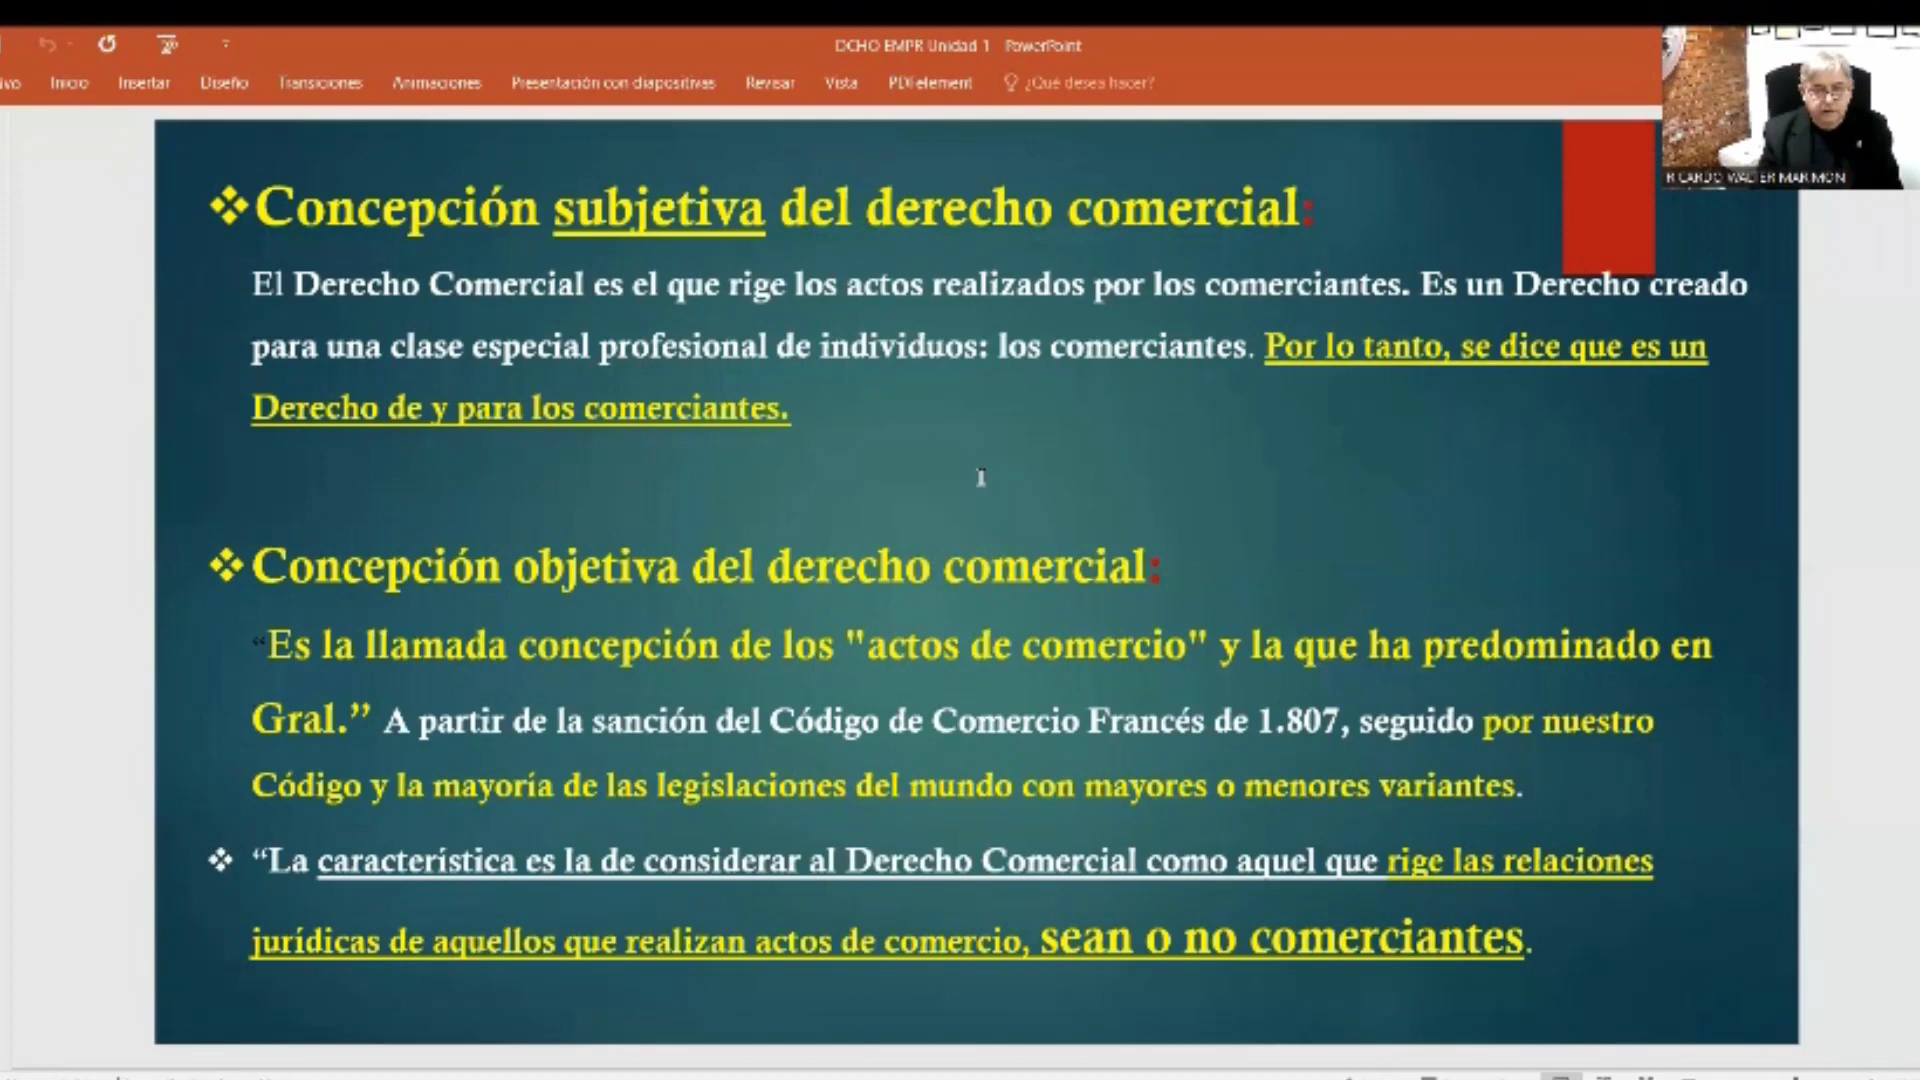 DCHO EMPR Unidad 1 PowerPoint
Inicio Insertar Diseño Transiciones Animaciones Presentación con diapositivas Revisar Vista PDFelement ¿Qué desea hacer?
RICARDO WALTER MARIMON
❖Concepción subjetiva del derecho comercial:
El Derecho Comercial es el que rige los actos realizados por los comerciantes. Es un Derecho creado
para una clase especial profesional de individuos: los comerciantes. Por lo tanto, se dice que es un
Derecho de y para los comerciantes.
❖Concepción objetiva del derecho comercial:
“Es la llamada concepción de los "actos de comercio" y la que ha predominado en
Gral.” A partir de la sanción del Código de Comercio Francés de 1.807, seguido por nuestro
Código y la mayoría de las legislaciones del mundo con mayores o menores variantes.
❖ “La característica es la de considerar al Derecho Comercial como aquel que rige las relaciones
jurídicas de aquellos que realizan actos de comercio, sean o no comerciantes.